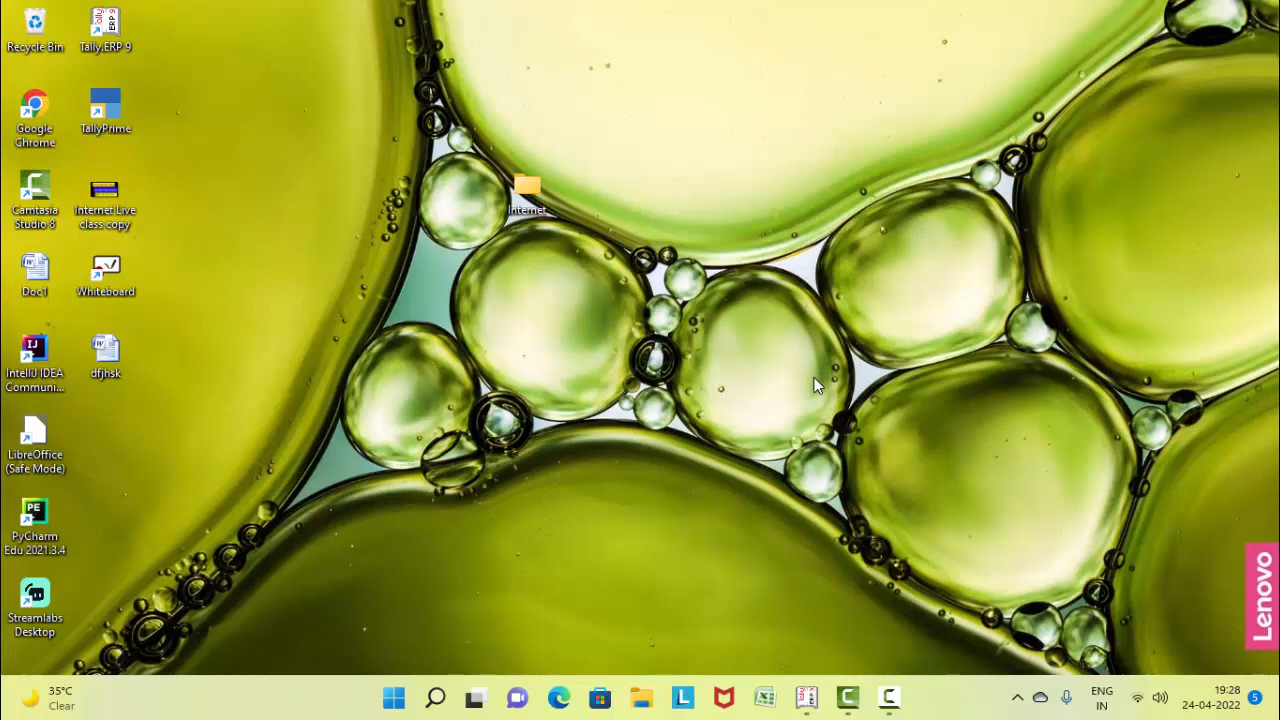 Recycle Bin
Tally.ERP 9
Google
Chrome
TallyPrime
Camtasia
Studio 8
Internet Live
class copy
Internet
Doc1
Whiteboard
IntelliJ IDEA
Communi...
dfjhsk
LibreOffice
(Safe Mode)
PyCharm
Edu 2021.3.4
Streamlabs
Desktop
Lenovo
35°C
Clear
ENG
IN
19:28
24-04-2022
5